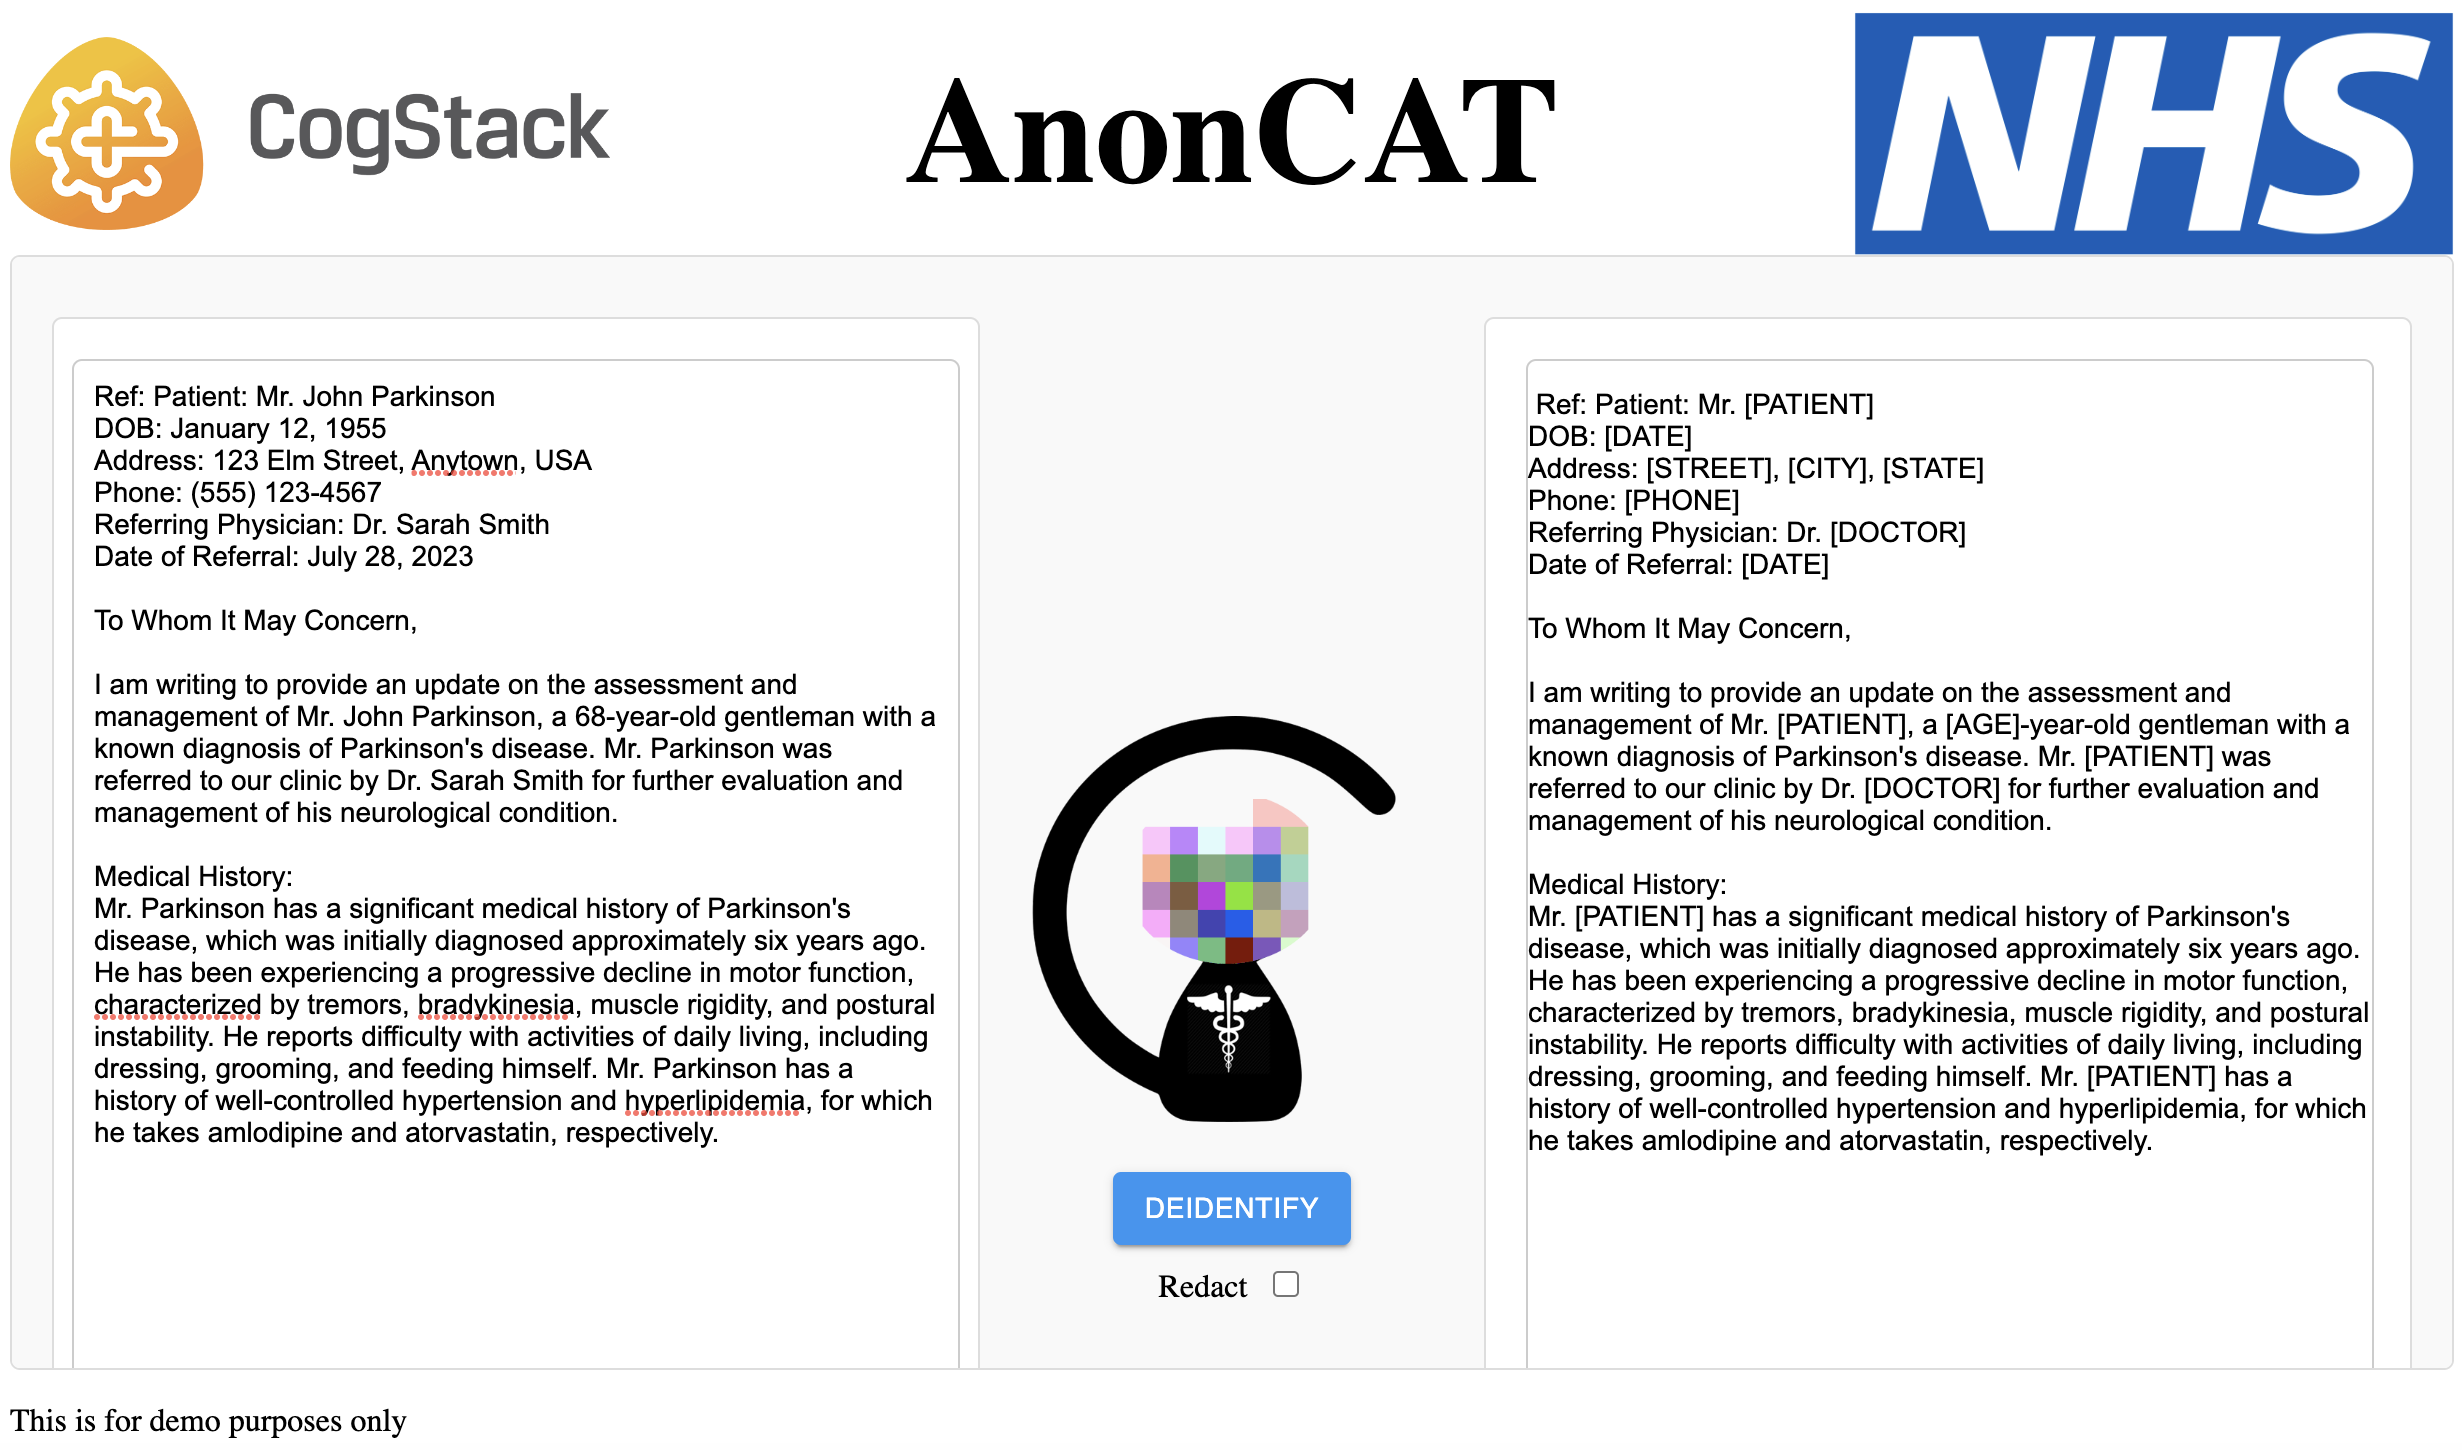 CogStack
AnonCAT
NHS
Ref: Patient: Mr. John Parkinson
DOB: January 12, 1955
Address: 123 Elm Street, Anytown, USA
Phone: (555) 123-4567
Referring Physician: Dr. Sarah Smith
Date of Referral: July 28, 2023
To Whom It May Concern,
I am writing to provide an update on the assessment and
management of Mr. John Parkinson, a 68-year-old gentleman with a
known diagnosis of Parkinson's disease. Mr. Parkinson was
referred to our clinic by Dr. Sarah Smith for further evaluation and
management of his neurological condition.
Medical History:
Mr. Parkinson has a significant medical history of Parkinson's
disease, which was initially diagnosed approximately six years ago.
He has been experiencing a progressive decline in motor function,
characterized by tremors, bradykinesia, muscle rigidity, and postural
instability. He reports difficulty with activities of daily living, including
dressing, grooming, and feeding himself. Mr. Parkinson has a
history of well-controlled hypertension and hyperlipidemia, for which
he takes amlodipine and atorvastatin, respectively.
DEIDENTIFY
Redact
Ref: Patient: Mr. [PATIENT]
DOB: [DATE]
Address: [STREET], [CITY], [STATE]
Phone: [PHONE]
Referring Physician: Dr. [DOCTOR]
Date of Referral: [DATE]
To Whom It May Concern,
I am writing to provide an update on the assessment and
management of Mr. [PATIENT], a [AGE]-year-old gentleman with a
known diagnosis of Parkinson's disease. Mr. [PATIENT] was
referred to our clinic by Dr. [DOCTOR] for further evaluation and
management of his neurological condition.
Medical History:
Mr. [PATIENT] has a significant medical history of Parkinson's
disease, which was initially diagnosed approximately six years ago.
He has been experiencing a progressive decline in motor function,
characterized by tremors, bradykinesia, muscle rigidity, and postural
instability. He reports difficulty with activities of daily living, including
dressing, grooming, and feeding himself. Mr. [PATIENT] has a
history of well-controlled hypertension and hyperlipidemia, for which
he takes amlodipine and atorvastatin, respectively.
This is for demo purposes only